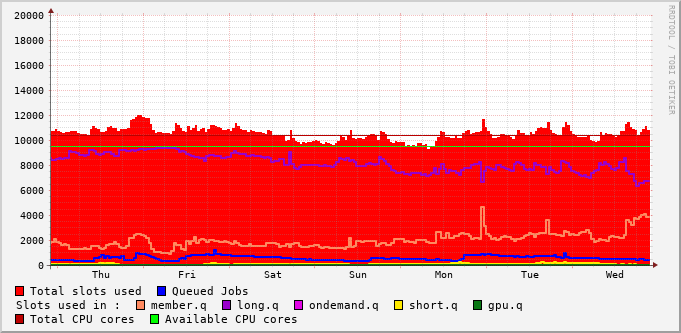 20000
18000
16000
14000
12000
10000
8000
6000
4000
2000
0
Thu Fri Sat Sun Mon Tue Wed
RRDTOOL / TOBI OETIKER
Total slots used Queued Jobs
Slots used in : member.q long.q ondemand.q short.q gpu.q
Total CPU cores Available CPU cores